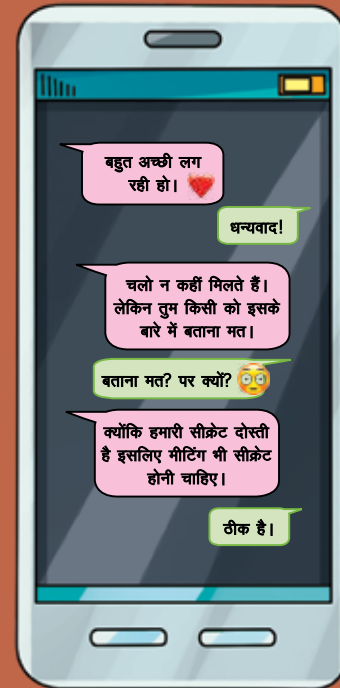 बहुत अच्छी लग
रही हो।
धन्यवाद!
चलो न कहीं मिलते हैं।
लेकिन तुम किसी को इसके
बारे में बताना मत।
बताना मत? पर क्यों?
क्योंकि हमारी सीक्रेट दोस्ती
है इसलिए मीटिंग भी सीक्रेट
होनी चाहिए।
ठीक है।